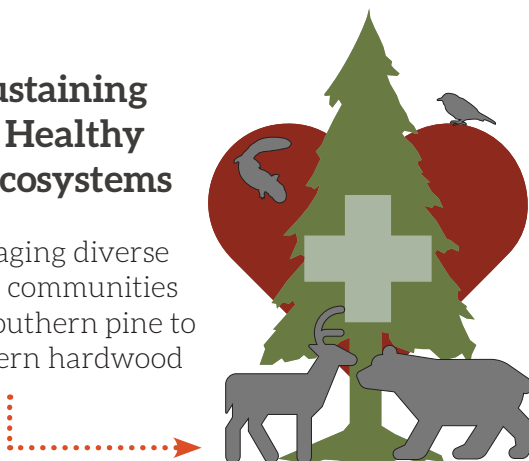 ustaining
Healthy
cosystems
aging diverse
communities
outhern pine to
ern hardwood